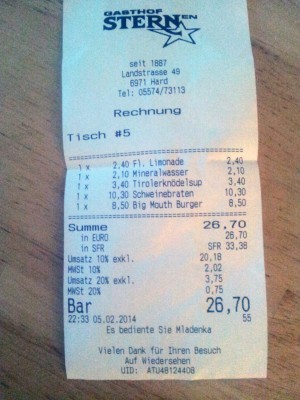 GASTHOF
STERNEN
seit 1887
Landstrasse 49
6971 Hard
Tel: 05574/73113
Rechnung
Tisch #5
1 x 2,40 Fl. Limonade 2,40
1 x 2,10 Mineralwasser 2,10
1 x 3,40 Tirolerknödelsup 3,40
1 x 10,30 Schweinebraten 10,30
1 x 8,50 Big Mouth Burger 8,50
Summe 26,70
in EURO 26,70
in SFR SFR 33,38
Umsatz 10% exkl. 20,18
MWSt 10% 2,02
Umsatz 20% exkl. 3,75
MWSt 20% 0,75
Bar 26,70
22:33 05.02.2014 55
Es bediente Sie Mladenka
Vielen Dank für Ihren Besuch
Auf Wiedersehen
UID: ATU48124408